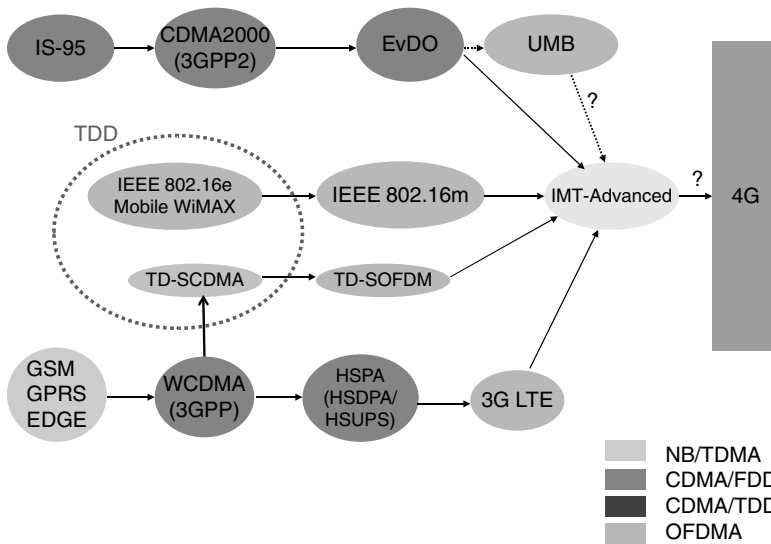 IS-95
CDMA2000
(3GPP2)
EvDO
UMB
?
TDD
IEEE 802.16e
Mobile WiMAX
IEEE 802.16m
IMT-Advanced
?
4G
TD-SCDMA
TD-SOFDM
GSM
GPRS
EDGE
WCDMA
(3GPP)
HSPA
(HSDPA/
HSUPS)
3G LTE
NB/TDMA
CDMA/FDD
CDMA/TDD
OFDMA